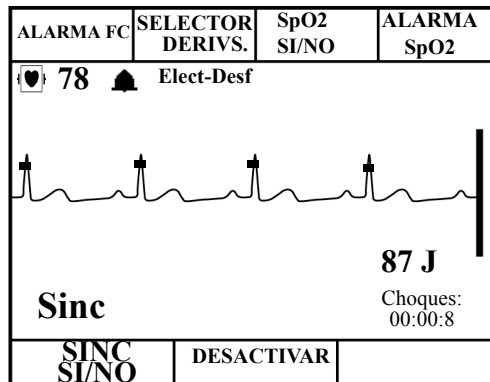 ALARMA FC
SELECTOR
DERIVS.
SpO2
SI/NO
ALARMA
SpO2
78
Elect-Desf
87 J
Sinc
Choques:
00:00:8
SINC
SI/NO
DESACTIVAR